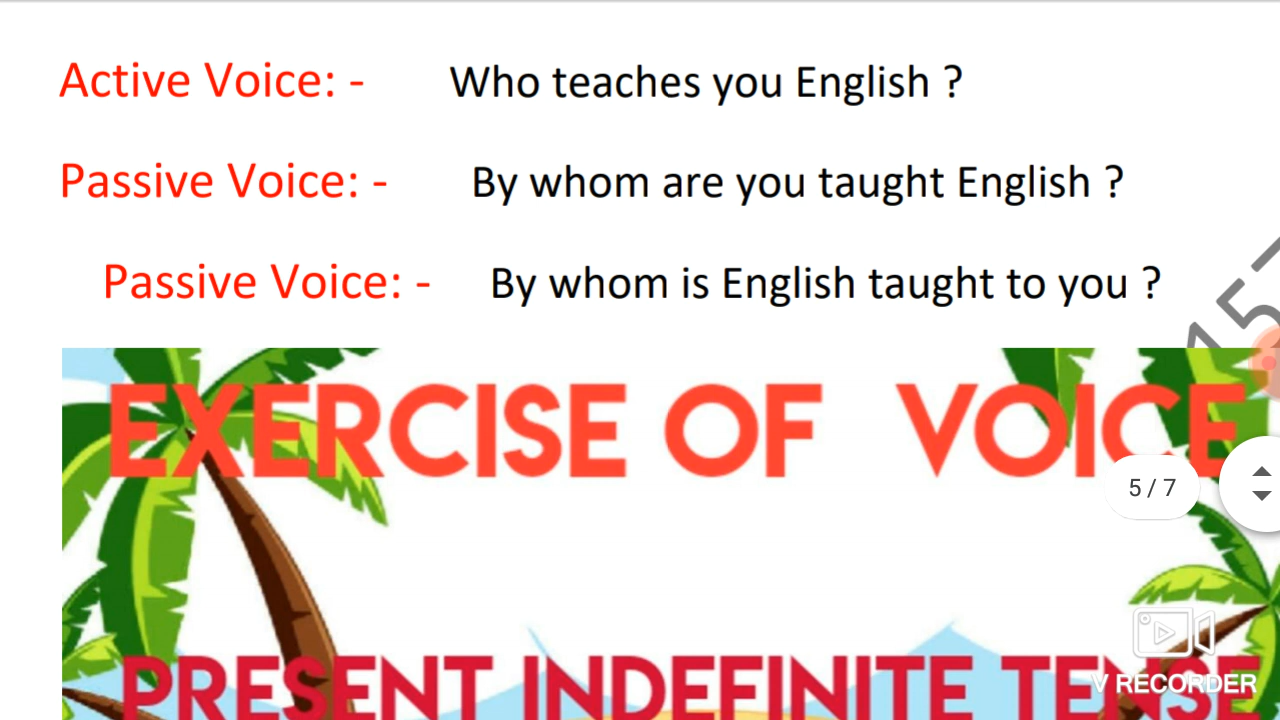 Active Voice: - Who teaches you English ?
Passive Voice: - By whom are you taught English ?
Passive Voice: - By whom is English taught to you ?
EXERCISE OF VOICE
5 / 7
PRESENT INDEFINITE TENSE
V RECORDER